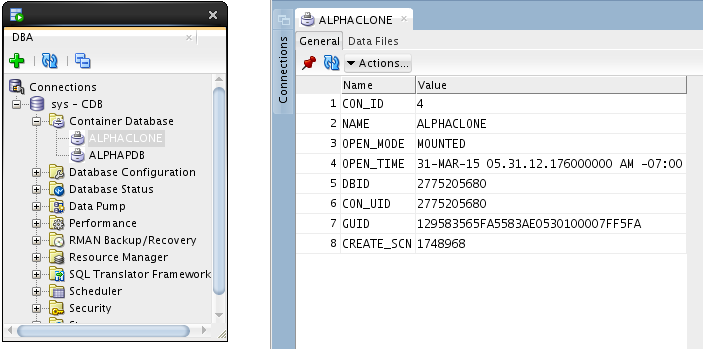 DBA
Connections
sys - CDB
Container Database
ALPHACLONE
ALPHAPDB
Database Configuration
Database Status
Data Pump
Performance
RMAN Backup/Recovery
Resource Manager
SQL Translator Framework
Scheduler
Security
Connections
ALPHACLONE
General Data Files
Actions...
Name Value
1 CON_ID 4
2 NAME ALPHACLONE
3 OPEN_MODE MOUNTED
4 OPEN_TIME 31-MAR-15 05.31.12.176000000 AM -07:00
5 DBID 2775205680
6 CON_UID 2775205680
7 GUID 129583565FA5583AE0530100007FF5FA
8 CREATE_SCN 1748968